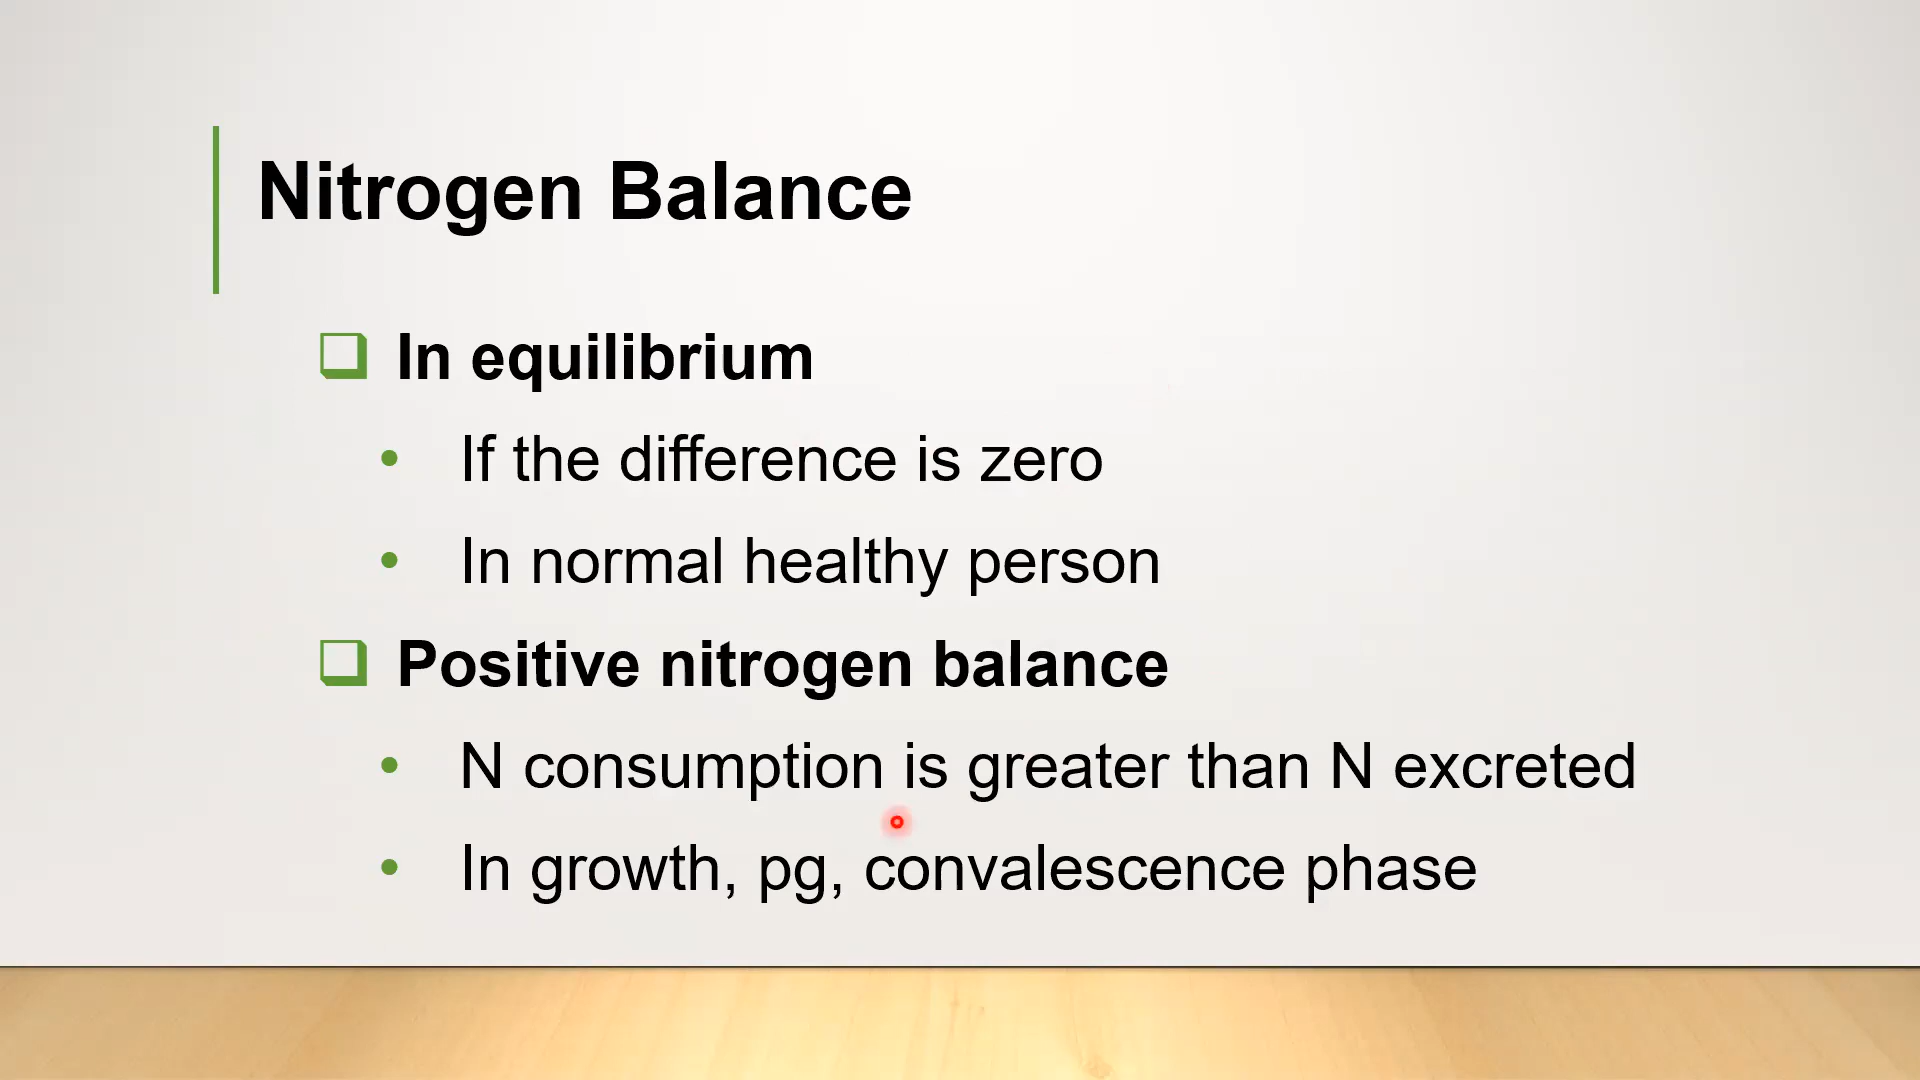 Nitrogen Balance
In equilibrium
• If the difference is zero
• In normal healthy person
Positive nitrogen balance
• N consumption is greater than N excreted
• In growth, pg, convalescence phase